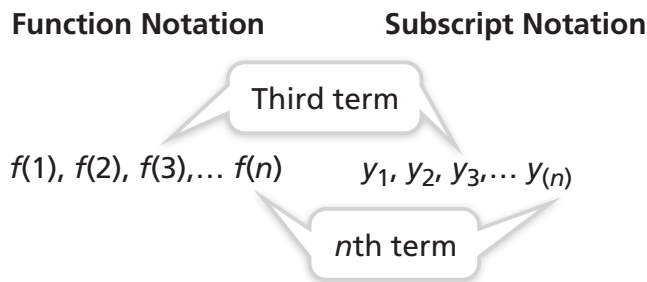 Function Notation Subscript Notation
Third term
f(1), f(2), f(3),… f(n) y₁, y₂, y₃,… y₍ₙ₎
nth term